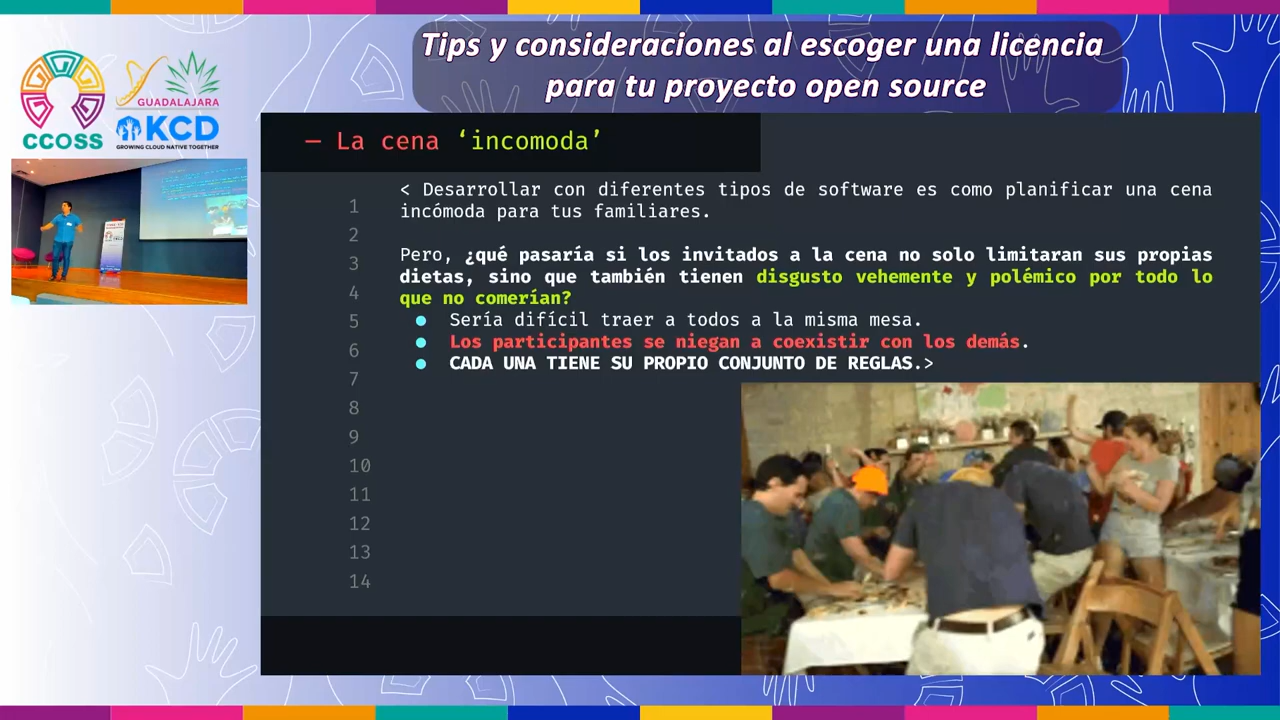 Tips y consideraciones al escoger una licencia
para tu proyecto open source
CCOSS
GUADALAJARA
KCD
GROWING CLOUD NATIVE TOGETHER
— La cena ‘incomoda’
< Desarrollar con diferentes tipos de software es como planificar una cena
incómoda para tus familiares.
Pero, ¿qué pasaría si los invitados a la cena no solo limitaran sus propias
dietas, sino que también tienen disgusto vehemente y polémico por todo lo
que no comerían?
● Sería difícil traer a todos a la misma mesa.
● Los participantes se niegan a coexistir con los demás.
● CADA UNA TIENE SU PROPIO CONJUNTO DE REGLAS.>
1
2
3
4
5
6
7
8
9
10
11
12
13
14